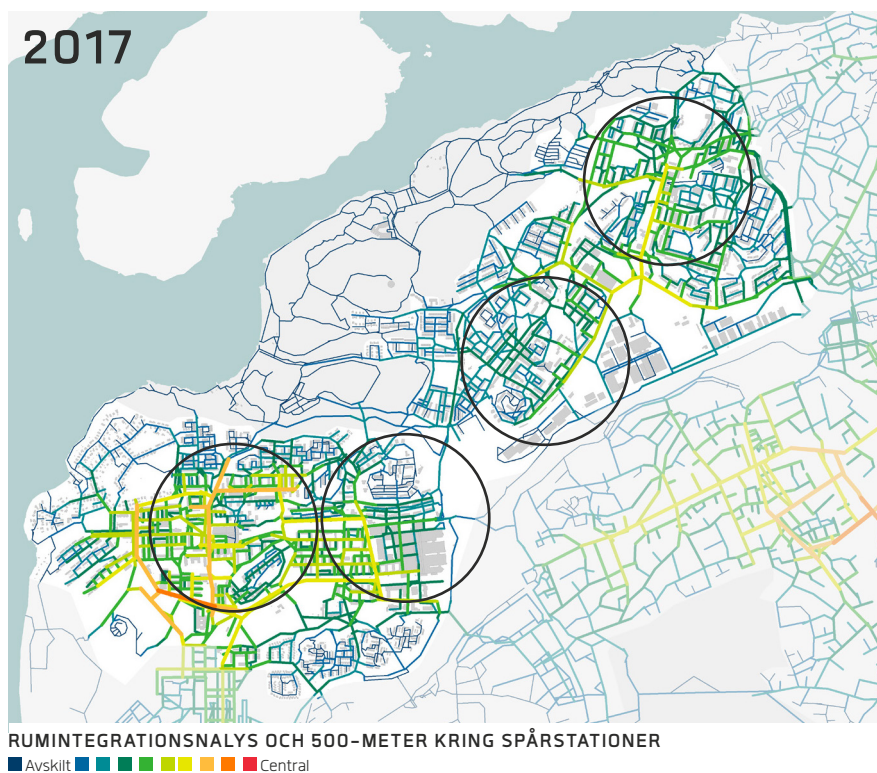 2017
RUMINTEGRATIONSNALYS OCH 500-METER KRING SPÅRSTATIONER
Avskilt Central